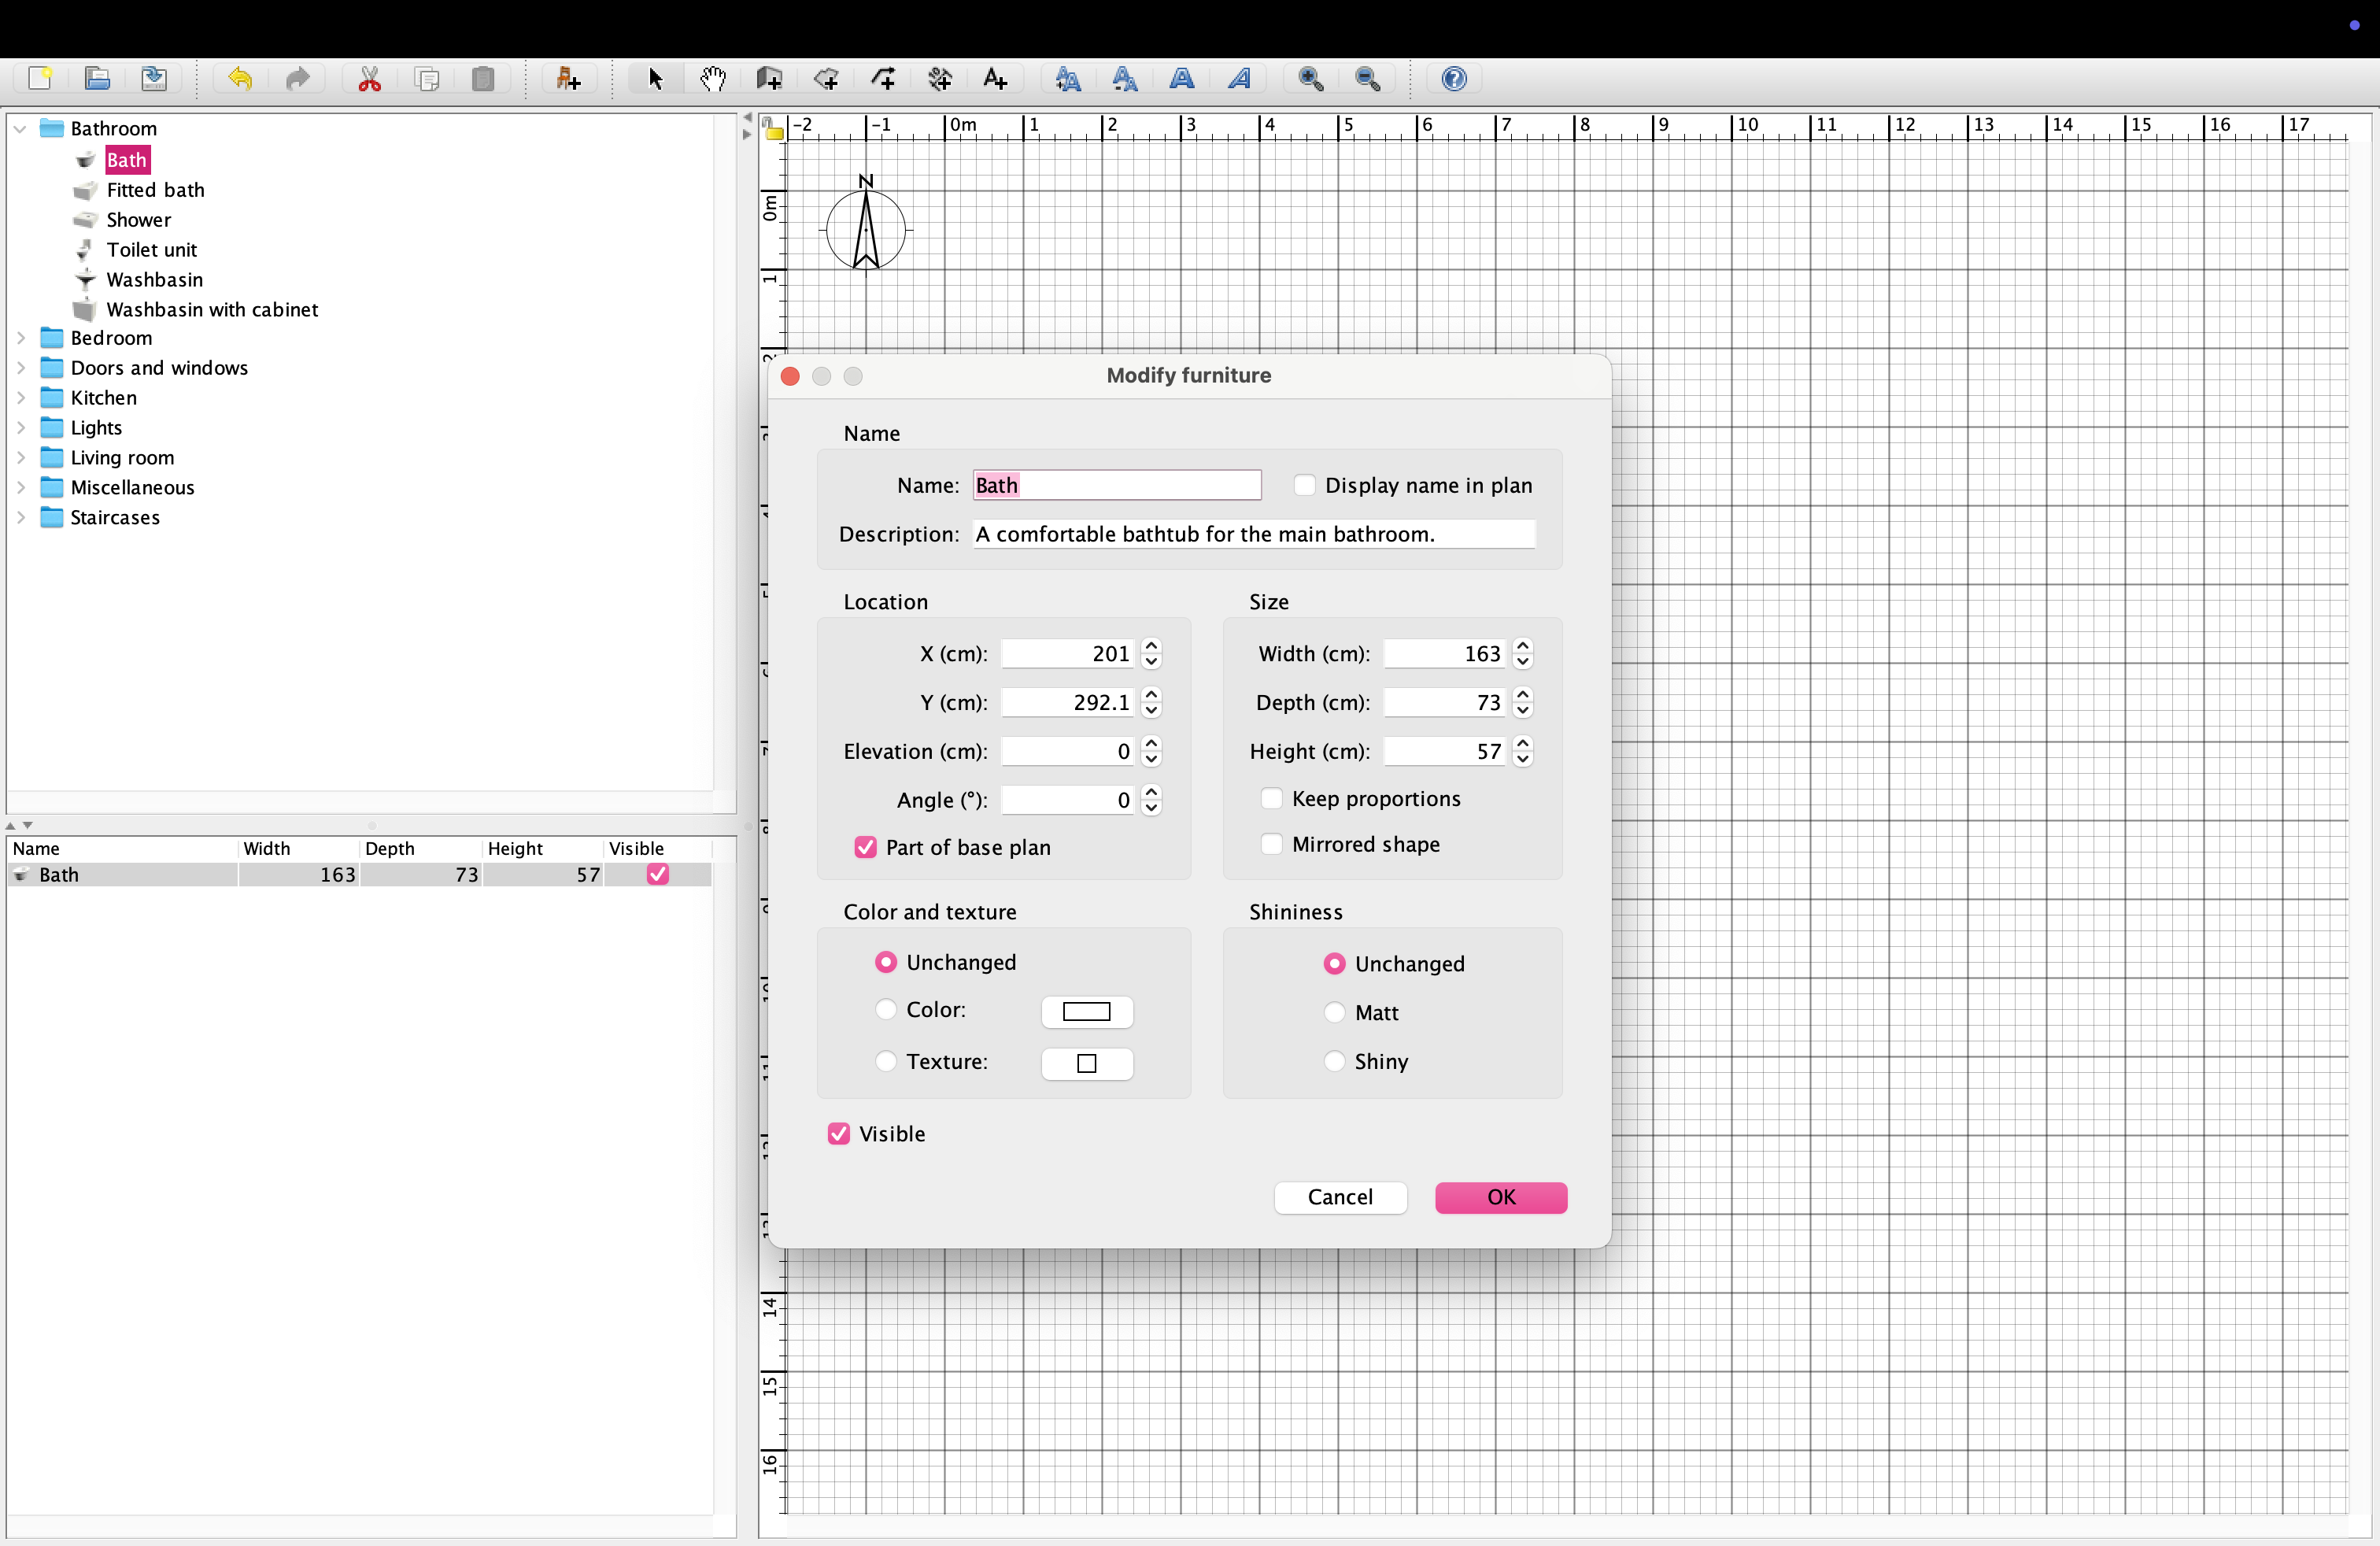 -2 -1 0m 1 2 3 4 5 6 7 8 9 10 11 12 13 14 15 16 17
Bathroom
Bath
Fitted bath
Shower
Toilet unit
Washbasin
Washbasin with cabinet
Bedroom
Doors and windows
Kitchen
Lights
Living room
Miscellaneous
Staircases
Name Width Depth Height Visible
Bath 163 73 57
N
0m
1
14
15
16
Modify furniture
Name
Name: Bath Display name in plan
Description: A comfortable bathtub for the main bathroom.
Location
X (cm): 201
Y (cm): 292.1
Elevation (cm): 0
Angle (°): 0
Part of base plan
Size
Width (cm): 163
Depth (cm): 73
Height (cm): 57
Keep proportions
Mirrored shape
Color and texture
Unchanged
Color:
Texture:
Shininess
Unchanged
Matt
Shiny
Visible
Cancel OK